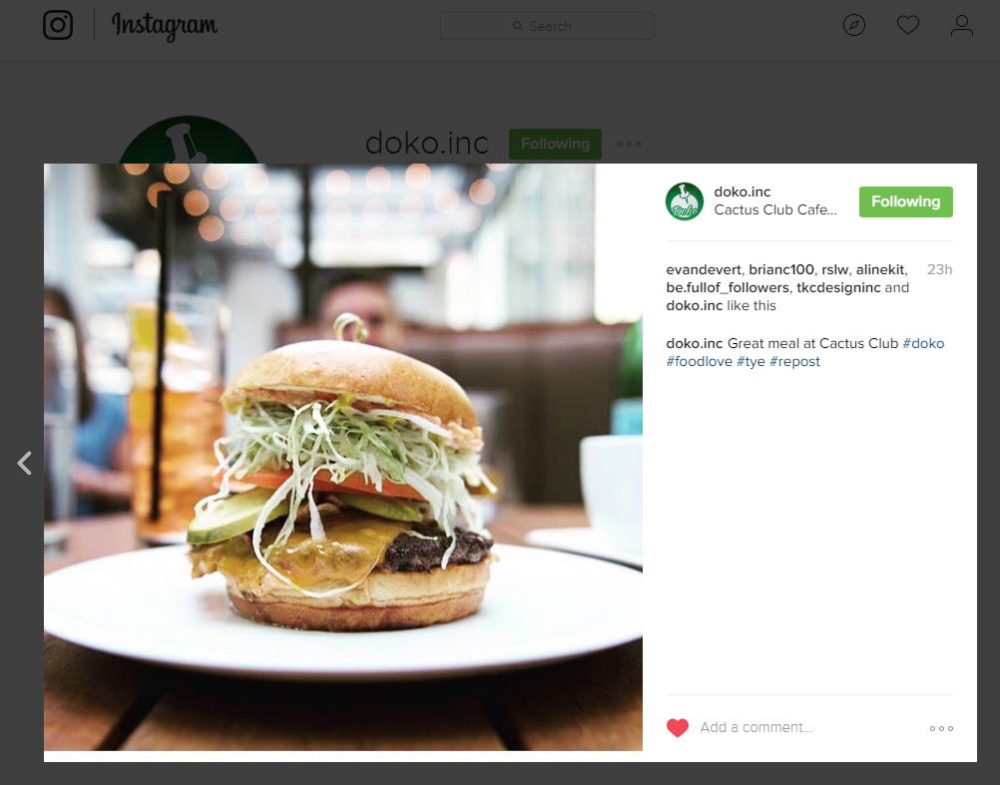 Instagram
Search
doko.inc Following
doko.inc
Cactus Club Cafe...
Following
Doko
evandevert, brianc100, rslw, alinekit, 23h
be.fullof_followers, tkcdesigninc and
doko.inc like this
doko.inc Great meal at Cactus Club #doko
#foodlove #tye #repost
Add a comment...